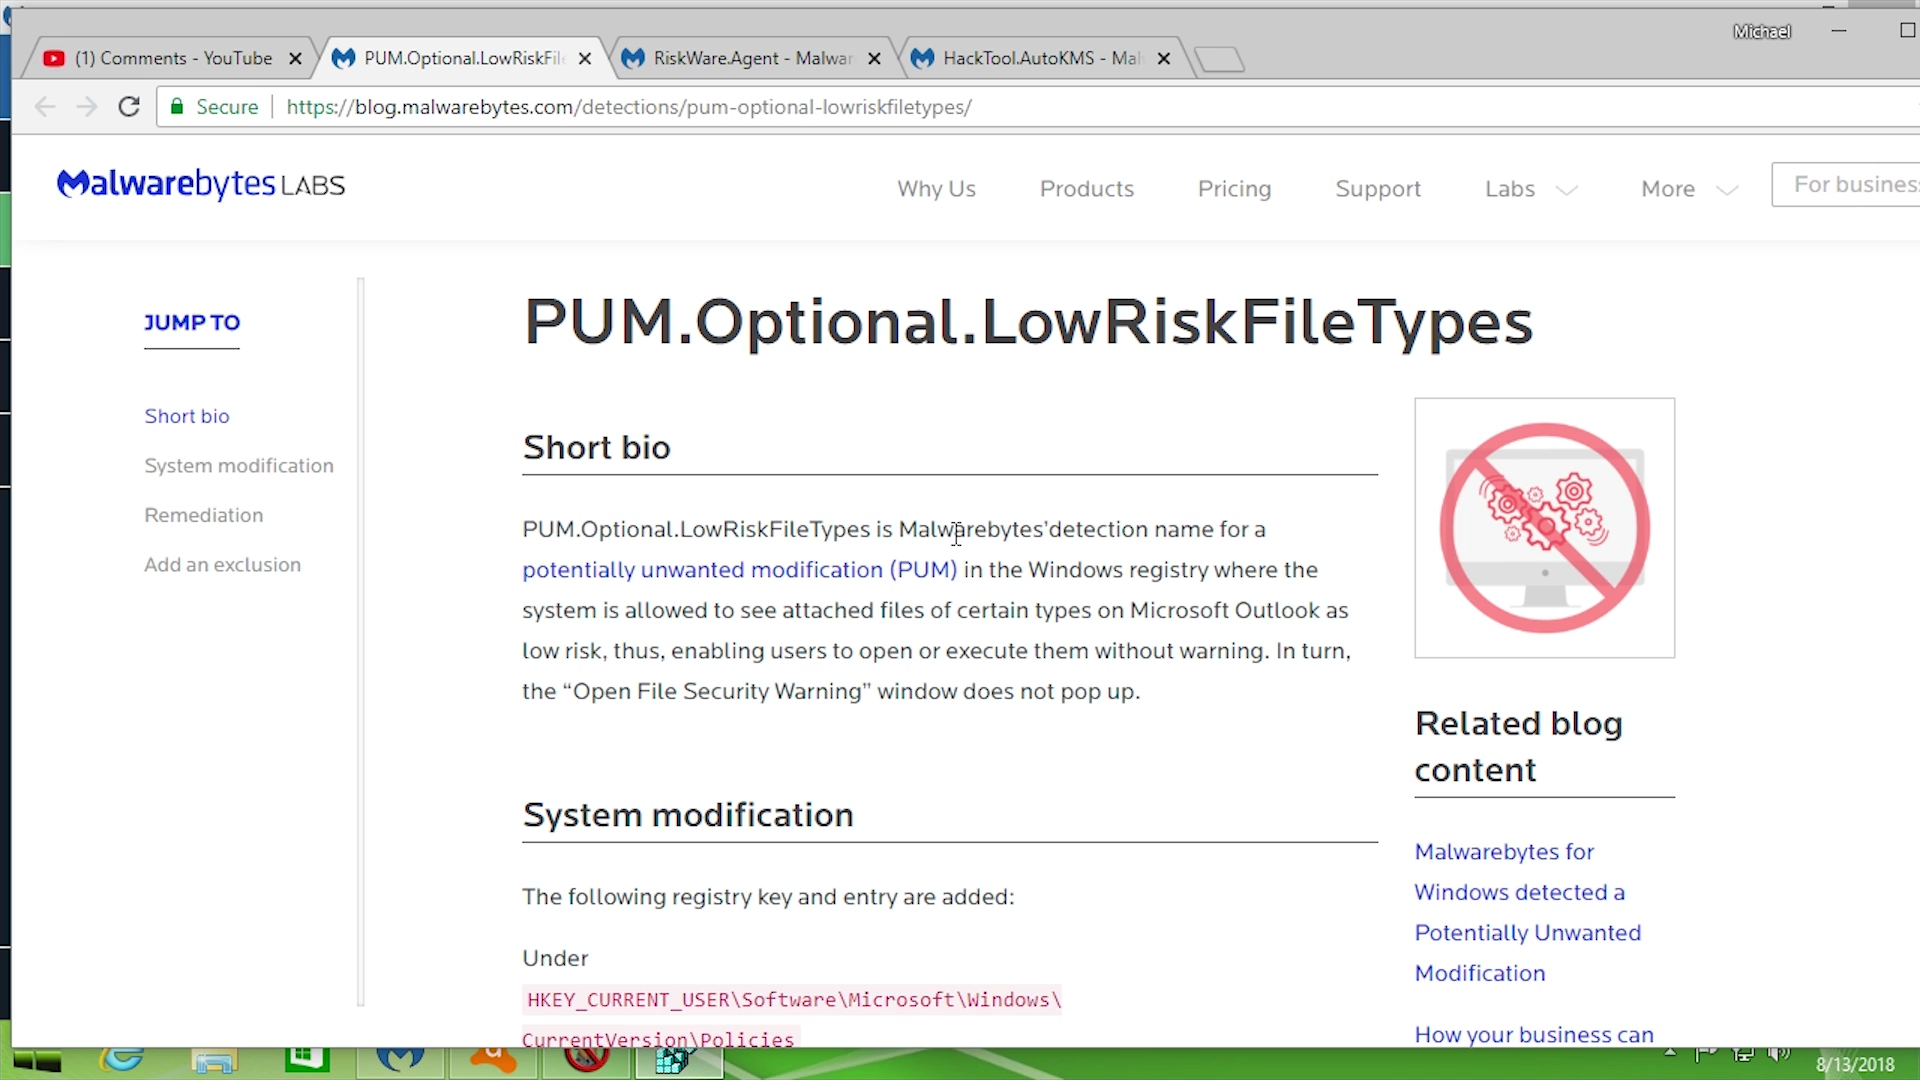 Michael
(1) Comments - YouTube
PUM.Optional.LowRiskFile
RiskWare.Agent - Malwar
HackTool.AutoKMS - Mal
Secure
https://blog.malwarebytes.com/detections/pum-optional-lowriskfiletypes/
Malwarebytes LABS
Why Us
Products
Pricing
Support
Labs
More
For business
JUMP TO
Short bio
System modification
Remediation
Add an exclusion
PUM.Optional.LowRiskFileTypes
Short bio
PUM.Optional.LowRiskFileTypes is Malwarebytes’detection name for a
potentially unwanted modification (PUM) in the Windows registry where the
system is allowed to see attached files of certain types on Microsoft Outlook as
low risk, thus, enabling users to open or execute them without warning. In turn,
the “Open File Security Warning” window does not pop up.
System modification
The following registry key and entry are added:
Under
HKEY_CURRENT_USER\Software\Microsoft\Windows\
CurrentVersion\Policies
Related blog
content
Malwarebytes for
Windows detected a
Potentially Unwanted
Modification
How your business can
8/13/2018